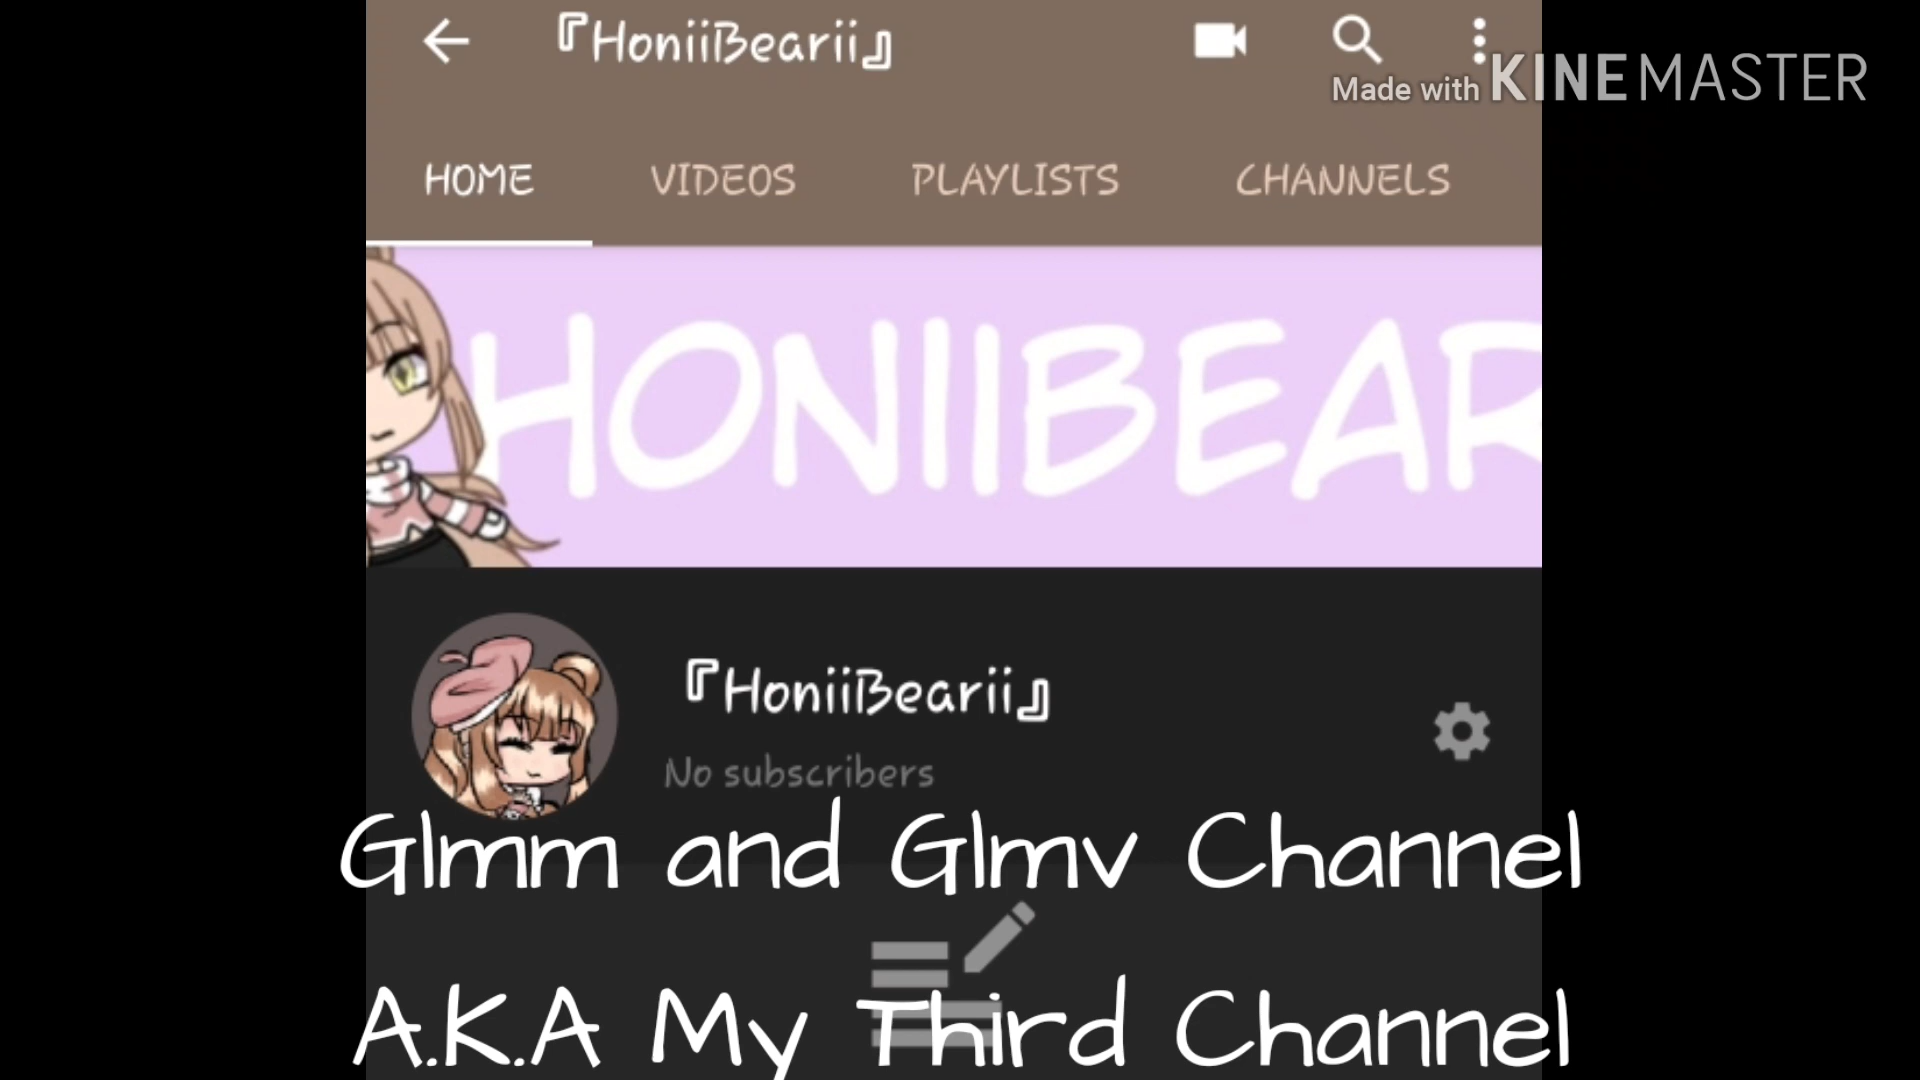 『HoniiBearii』
Made with KINEMASTER
HOME VIDEOS PLAYLISTS CHANNELS
HONIIBEAR
『HoniiBearii』
No subscribers
Glmm and Glmv Channel
A.K.A My Third Channel